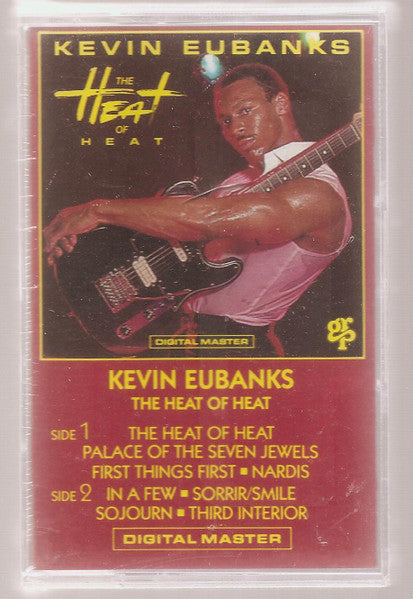 KEVIN EUBANKS
THE
HEAT
OF
HEAT
DIGITAL MASTER
grp
KEVIN EUBANKS
THE HEAT OF HEAT
SIDE 1 THE HEAT OF HEAT
PALACE OF THE SEVEN JEWELS
FIRST THINGS FIRST ▪ NARDIS
SIDE 2 IN A FEW ▪ SORRIR/SMILE
SOJOURN ▪ THIRD INTERIOR
DIGITAL MASTER